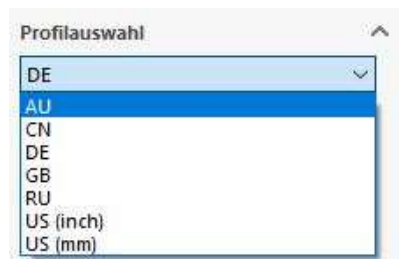 Profilauswahl
DE
AU
CN
DE
GB
RU
US (inch)
US (mm)